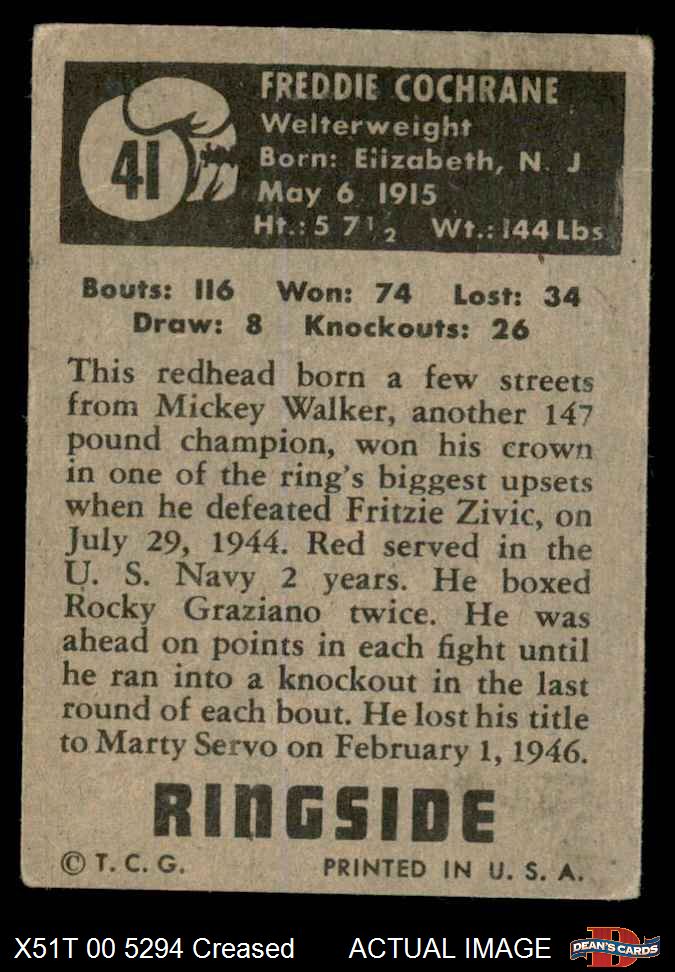 41
FREDDIE COCHRANE
Welterweight
Born: Eiizabeth, N. J
May 6 1915
Ht.: 5 7 1/2 Wt.: 144 Lbs
Bouts: 116 Won: 74 Lost: 34
Draw: 8 Knockouts: 26
This redhead born a few streets
from Mickey Walker, another 147
pound champion, won his crown
in one of the ring's biggest upsets
when he defeated Fritzie Zivic, on
July 29, 1944. Red served in the
U. S. Navy 2 years. He boxed
Rocky Graziano twice. He was
ahead on points in each fight until
he ran into a knockout in the last
round of each bout. He lost his title
to Marty Servo on February 1, 1946.
RINGSIDE
© T. C. G. PRINTED IN U. S. A.
X51T 00 5294 Creased ACTUAL IMAGE D DEAN'S CARDS